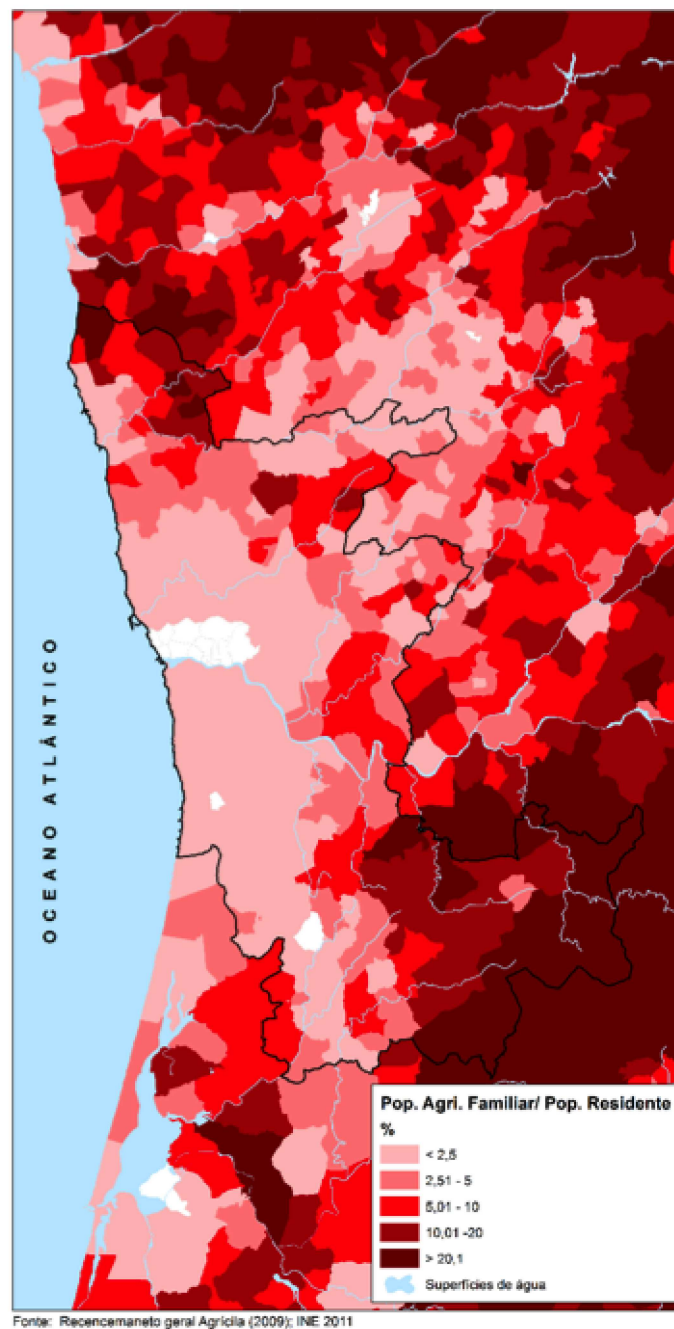 OCEANO ATLÂNTICO
Pop. Agri. Familiar/ Pop. Residente
%
< 2,5
2,51 - 5
5,01 - 10
10,01 -20
> 20,1
Superfícies de água
Fonte: Recencemaneto geral Agrícila (2009); INE 2011